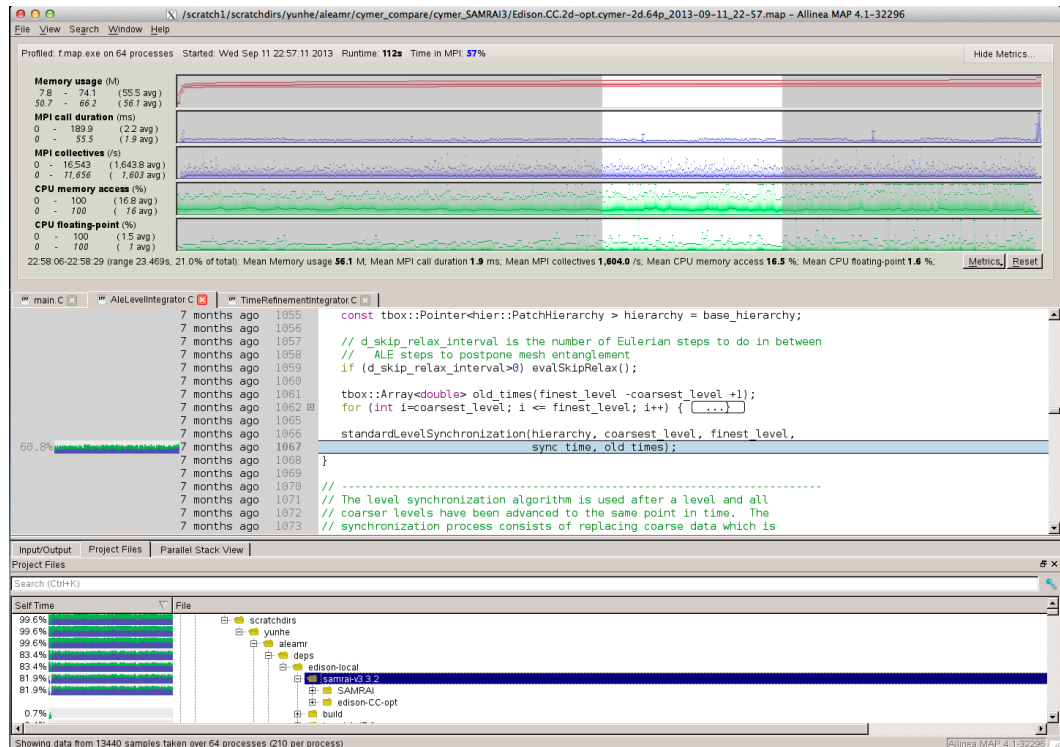 /scratch1/scratchdirs/yunhe/aleamr/cymer_compare/cymer_SAMRAI3/Edison.CC.2d-opt.cymer-2d.64p_2013-09-11_22-57.map - Allinea MAP 4.1-32296
File View Search Window Help
Profiled: f.map.exe on 64 processes Started: Wed Sep 11 22:57:11 2013 Runtime: 112s Time in MPI: 57% Hide Metrics...
Memory usage (M)
7.8 - 74.1 (55.5 avg)
50.7 - 66.2 (56.1 avg)
MPI call duration (ms)
0 - 189.9 (2.2 avg)
0 - 55.5 (1.9 avg)
MPI collectives (/s)
0 - 16,543 (1,643.8 avg)
0 - 11,656 (1,603 avg)
CPU memory access (%)
0 - 100 (16.8 avg)
0 - 100 (16 avg)
CPU floating-point (%)
0 - 100 (1.5 avg)
0 - 100 (1 avg)
22:58:06-22:58:29 (range 23.469s, 21.0% of total): Mean Memory usage 56.1 M; Mean MPI call duration 1.9 ms; Mean MPI collectives 1,604.0 /s; Mean CPU memory access 16.5 %; Mean CPU floating-point 1.6 %; Metrics Reset
main.C AleLevelIntegrator.C TimeRefinementIntegrator.C
7 months ago 1055 const tbox::Pointer<hier::PatchHierarchy > hierarchy = base_hierarchy;
7 months ago 1056
7 months ago 1057 // d_skip_relax_interval is the number of Eulerian steps to do in between
7 months ago 1058 // ALE steps to postpone mesh entanglement
7 months ago 1059 if (d_skip_relax_interval>0) evalSkipRelax();
7 months ago 1060
7 months ago 1061 tbox::Array<double> old_times(finest_level -coarsest_level +1);
7 months ago 1062 for (int i=coarsest_level; i <= finest_level; i++) { ...}
7 months ago 1065
7 months ago 1066 standardLevelSynchronization(hierarchy, coarsest_level, finest_level,
60.8% 7 months ago 1067 sync_time, old_times);
7 months ago 1068 }
7 months ago 1069
7 months ago 1070 // -----------------------------------------------------------------------
7 months ago 1071 // The level synchronization algorithm is used after a level and all
7 months ago 1072 // coarser levels have been advanced to the same point in time. The
7 months ago 1073 // synchronization process consists of replacing coarse data which is
Input/Output Project Files Parallel Stack View
Project Files
Search (Ctrl+K)
Self Time File
99.6% scratchdirs
99.6% yunhe
99.6% aleamr
83.4% deps
83.4% edison-local
81.9% samrai-v3.3.2
81.9% SAMRAI
edison-CC-opt
0.7% build
Showing data from 13440 samples taken over 64 processes (210 per process) Allinea MAP 4.1-32296